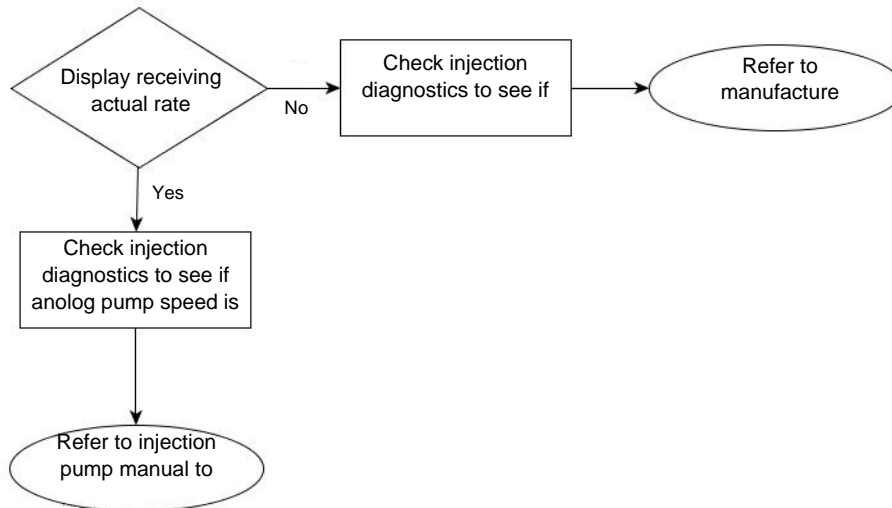 Display receiving
actual rate
No
Check injection
diagnostics to see if
Refer to
manufacture
Yes
Check injection
diagnostics to see if
anolog pump speed is
Refer to injection
pump manual to